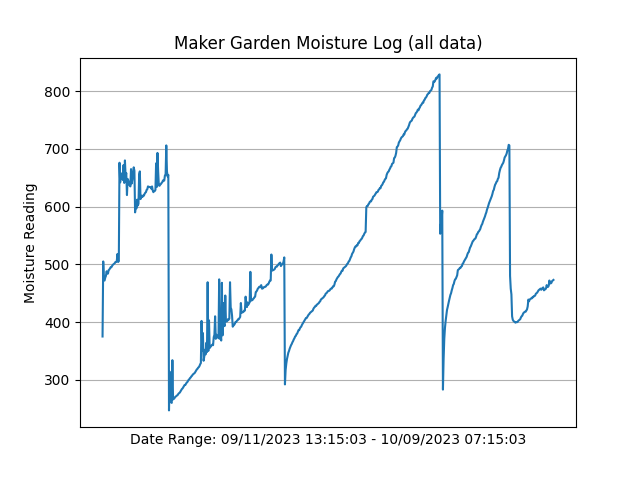 Maker Garden Moisture Log (all data)
800
700
600
500
400
300
Moisture Reading
Date Range: 09/11/2023 13:15:03 - 10/09/2023 07:15:03